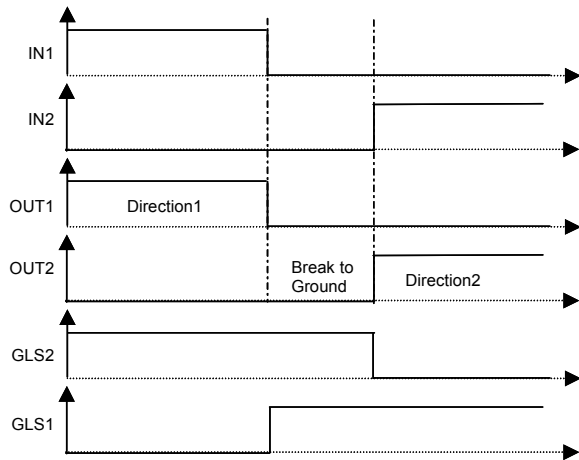 IN1
IN2
OUT1
Direction1
OUT2
Break to
Ground
Direction2
GLS2
GLS1